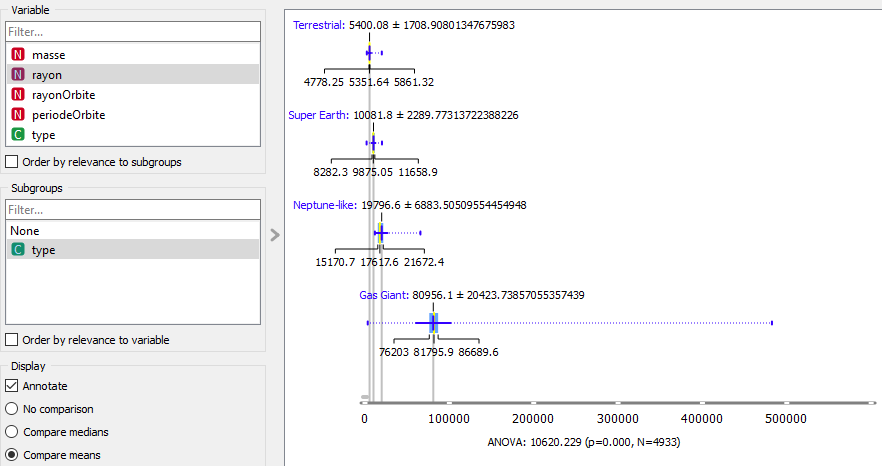 Variable
Filter...
N masse
N rayon
N rayonOrbite
N periodeOrbite
C type
Order by relevance to subgroups
Subgroups
Filter...
None
C type
Order by relevance to variable
Display
Annotate
No comparison
Compare medians
Compare means
Terrestrial: 5400.08 ± 1708.90801347675983
4778.25 5351.64 5861.32
Super Earth: 10081.8 ± 2289.77313722388226
8282.3 9875.05 11658.9
Neptune-like: 19796.6 ± 6883.50509554454948
15170.7 17617.6 21672.4
Gas Giant: 80956.1 ± 20423.73857055357439
76203 81795.9 86689.6
0 100000 200000 300000 400000 500000
ANOVA: 10620.229 (p=0.000, N=4933)